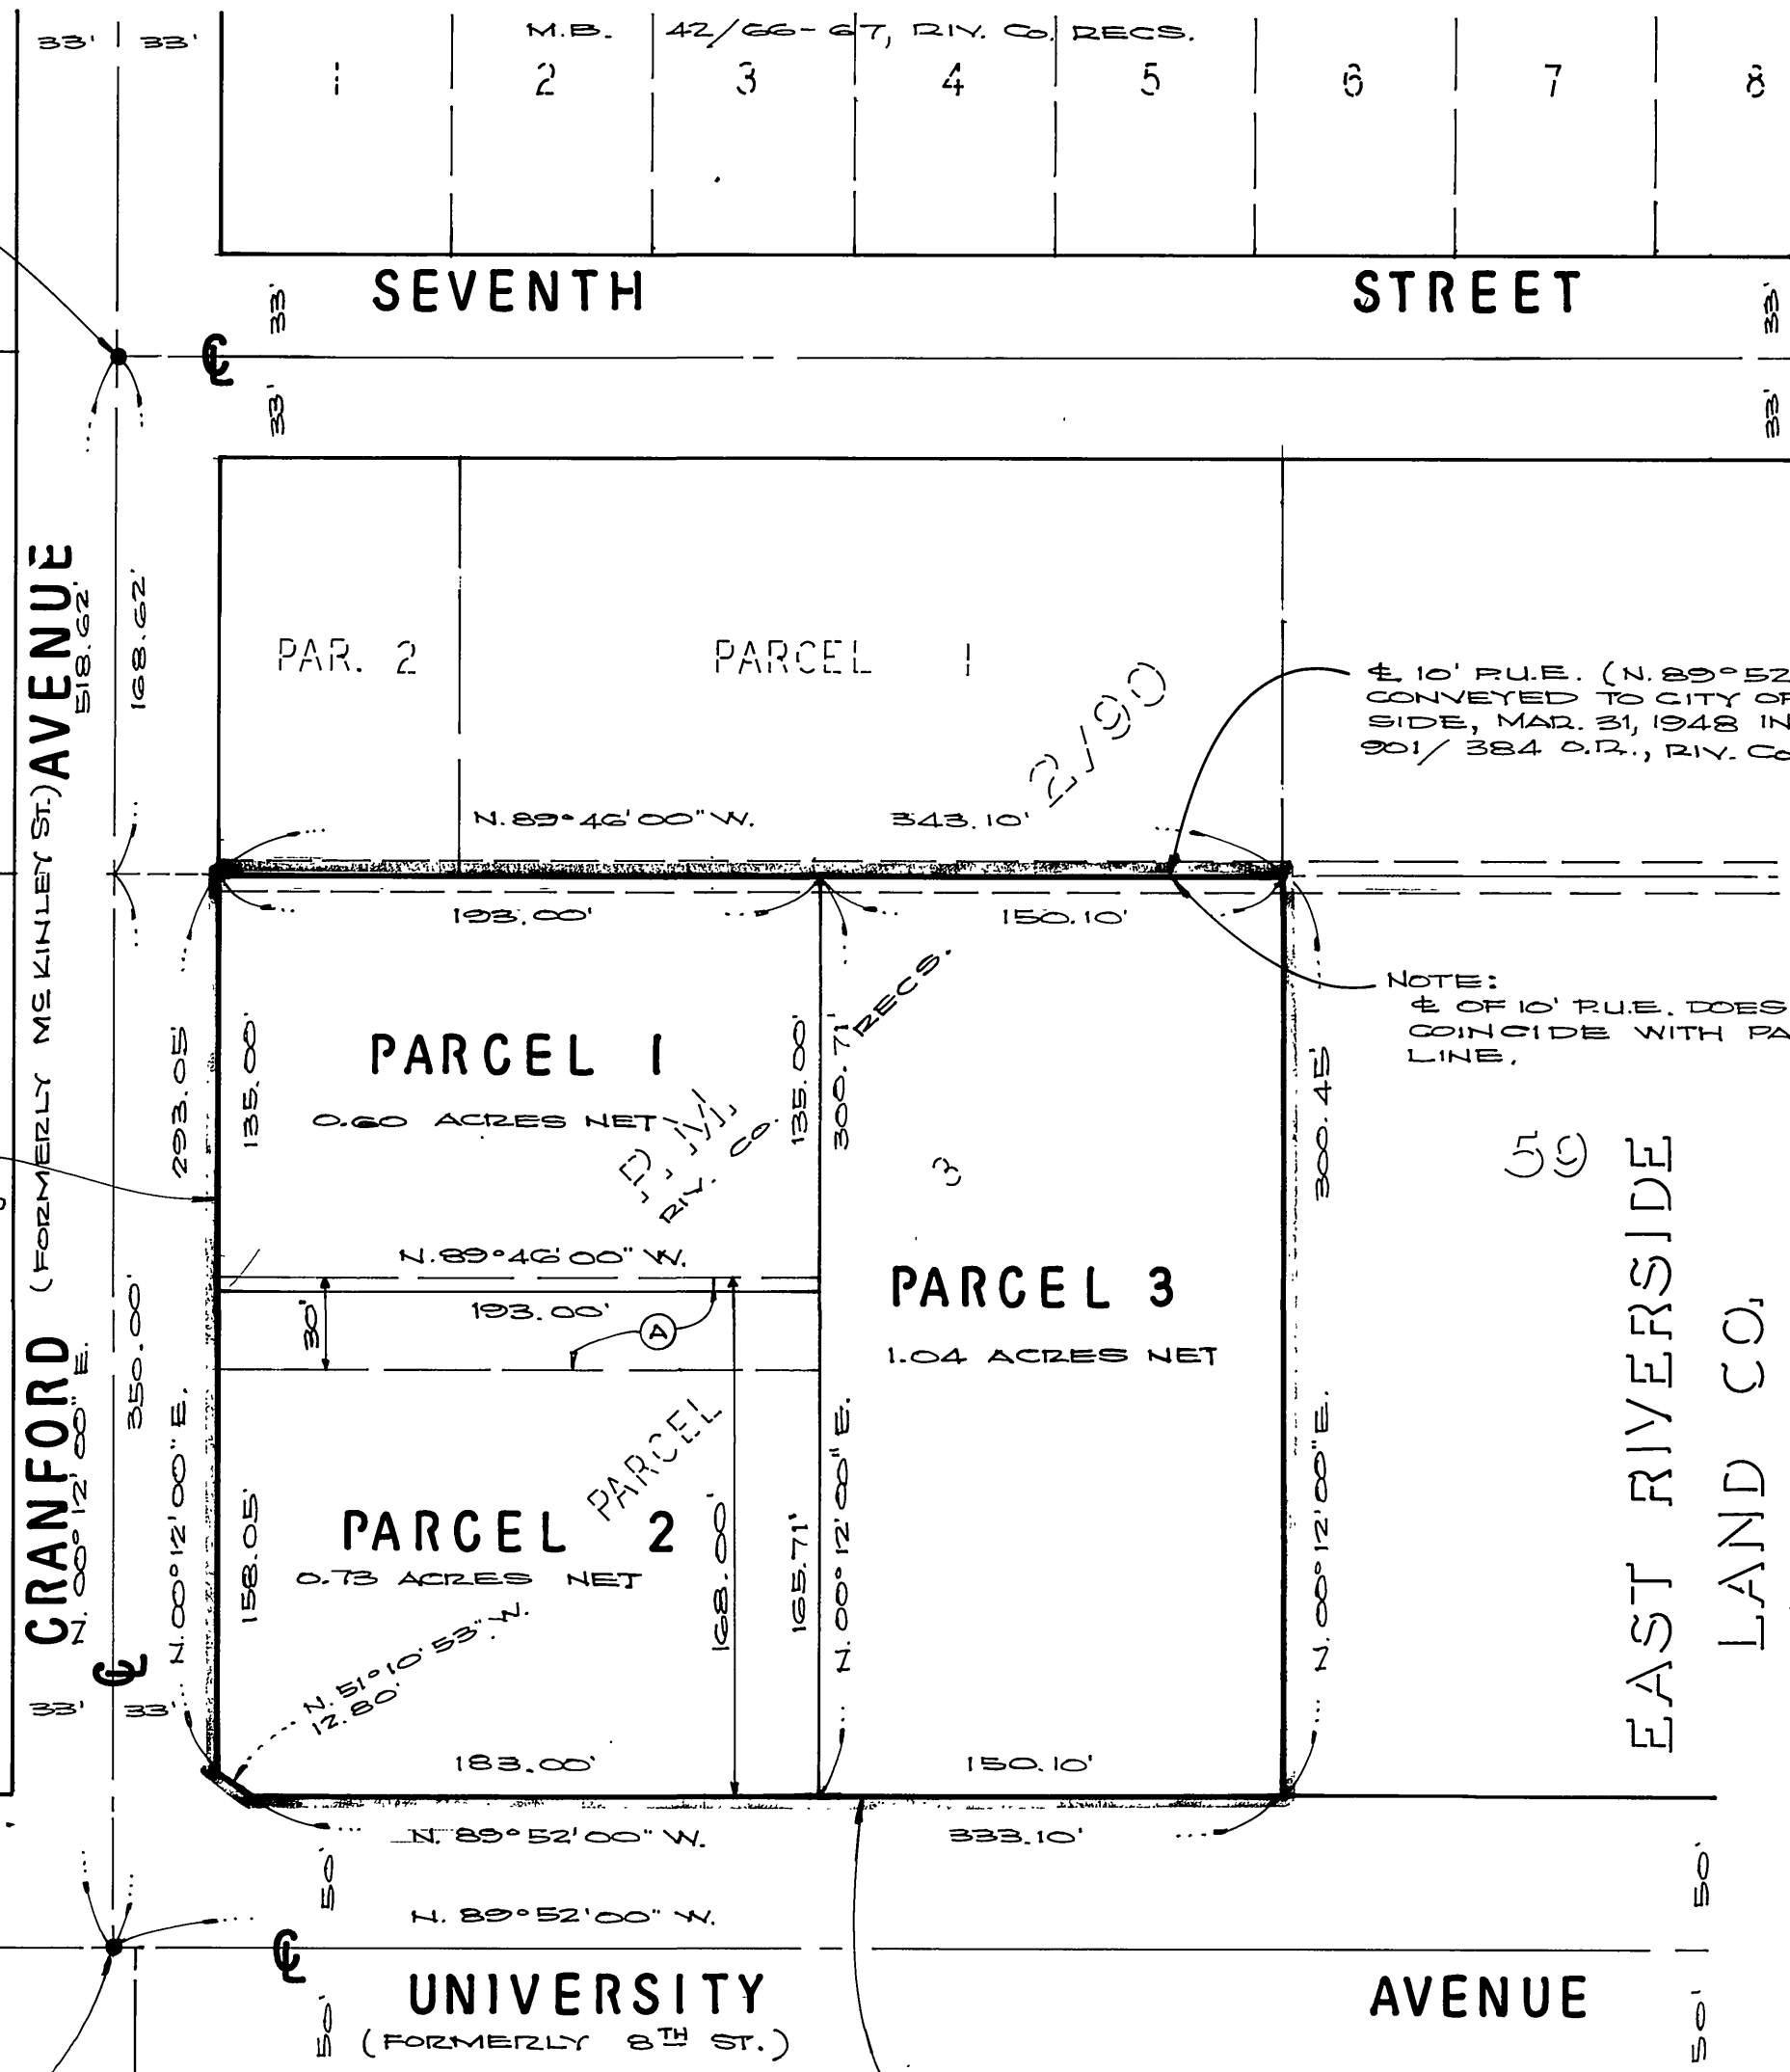 33' 33'
M.B. 42/66-67, RIV. CO. RECS.
1 2 3 4 5 6 7 8
SEVENTH STREET
33' 33'
℄
33' 33'
CRANFORD (FORMERLY MC KINLEY ST.) AVENUE
518.62'
168.62'
PAR. 2 PARCEL 1
2/90
℄ 10' P.U.E. (N. 89°52
CONVEYED TO CITY OF
SIDE, MAR. 31, 1948 IN
901/384 O.R., RIV. CO
N. 89°46'00" W. 343.10'
193.00' 150.10'
NOTE:
℄ OF 10' P.U.E. DOES
COINCIDE WITH PA
LINE.
293.05'
135.00'
PARCEL 1
0.60 ACRES NET
135.00'
300.71'
RECS.
P. M.
RIV. CO.
3
300.45'
59
EAST RIVERSIDE
LAND CO.
N. 89°46'00" W.
193.00'
30'
A
PARCEL 3
1.04 ACRES NET
350.00'
N. 00°12'00" E.
N. 00°12'00" E.
PARCEL
158.05'
PARCEL 2
0.73 ACRES NET
168.00'
165.71'
N. 00°12'00" E.
N. 00°12'00" E.
N. 51°10'53" W.
12.80'
℄
33' 33'
183.00' 150.10'
N. 89°52'00" W. 333.10'
50' 50'
N. 89°52'00" W.
℄
UNIVERSITY AVENUE
(FORMERLY 8TH ST.)
50' 50'